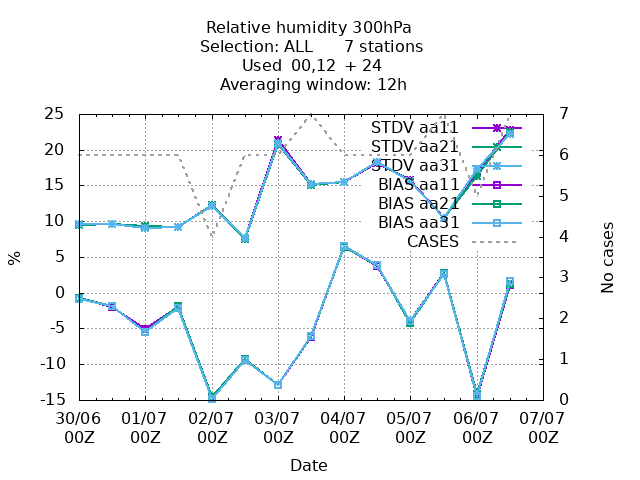 Relative humidity 300hPa
Selection: ALL 7 stations
Used 00,12 + 24
Averaging window: 12h
25 7
20 6
15 5
10 4
5 3
0 2
-5 1
-10 0
-15
%
No cases
STDV aa11
STDV aa21
STDV aa31
BIAS aa11
BIAS aa21
BIAS aa31
CASES
30/06 01/07 02/07 03/07 04/07 05/07 06/07 07/07
00Z 00Z 00Z 00Z 00Z 00Z 00Z 00Z
Date